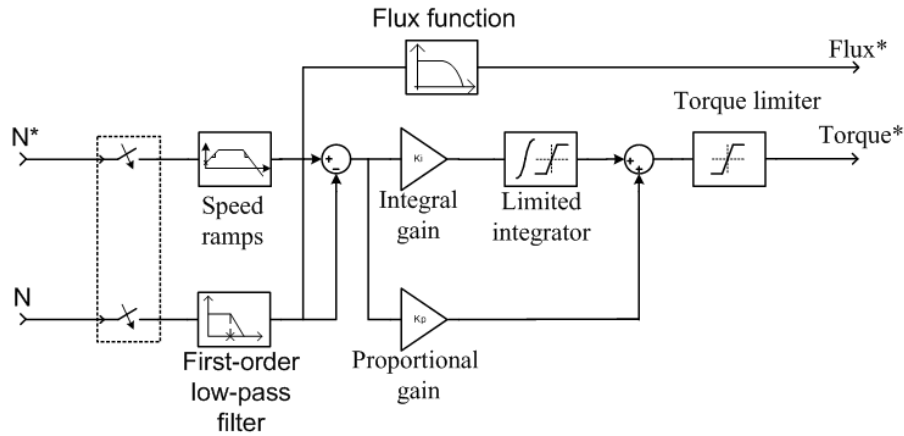 Flux function
Flux*
Torque limiter
N*
Torque*
+
−
Ki
+
+
Speed
ramps
Integral
gain
Limited
integrator
N
Kp
First-order
low-pass
filter
Proportional
gain